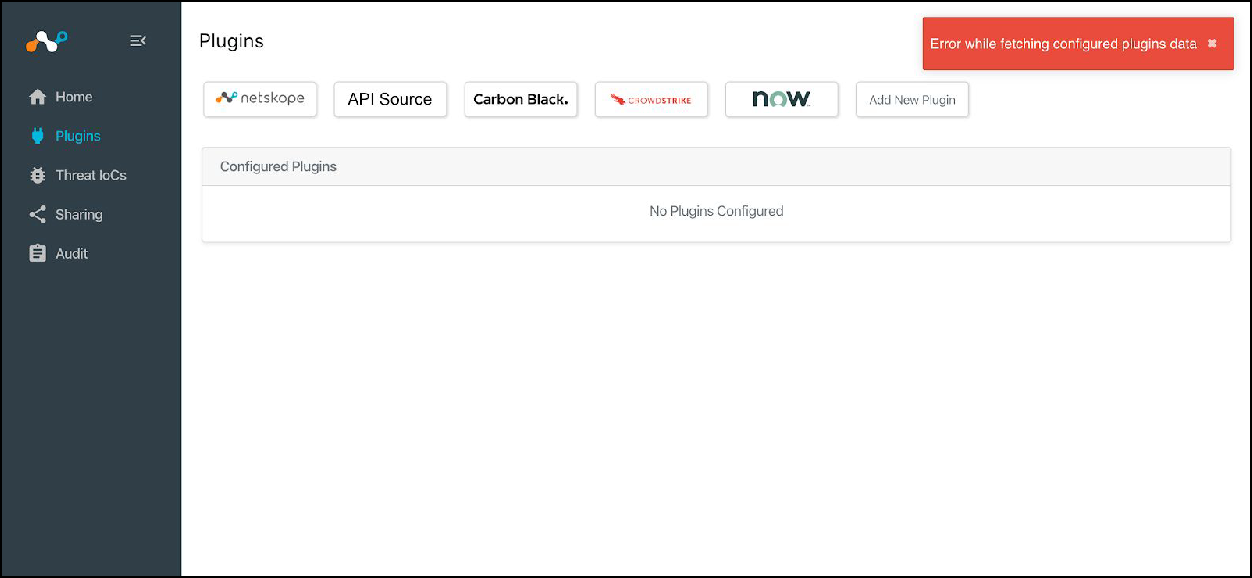 Plugins
Error while fetching configured plugins data ✖
Home
Plugins
Threat IoCs
Sharing
Audit
netskope
API Source
Carbon Black.
CROWDSTRIKE
now
Add New Plugin
Configured Plugins
No Plugins Configured